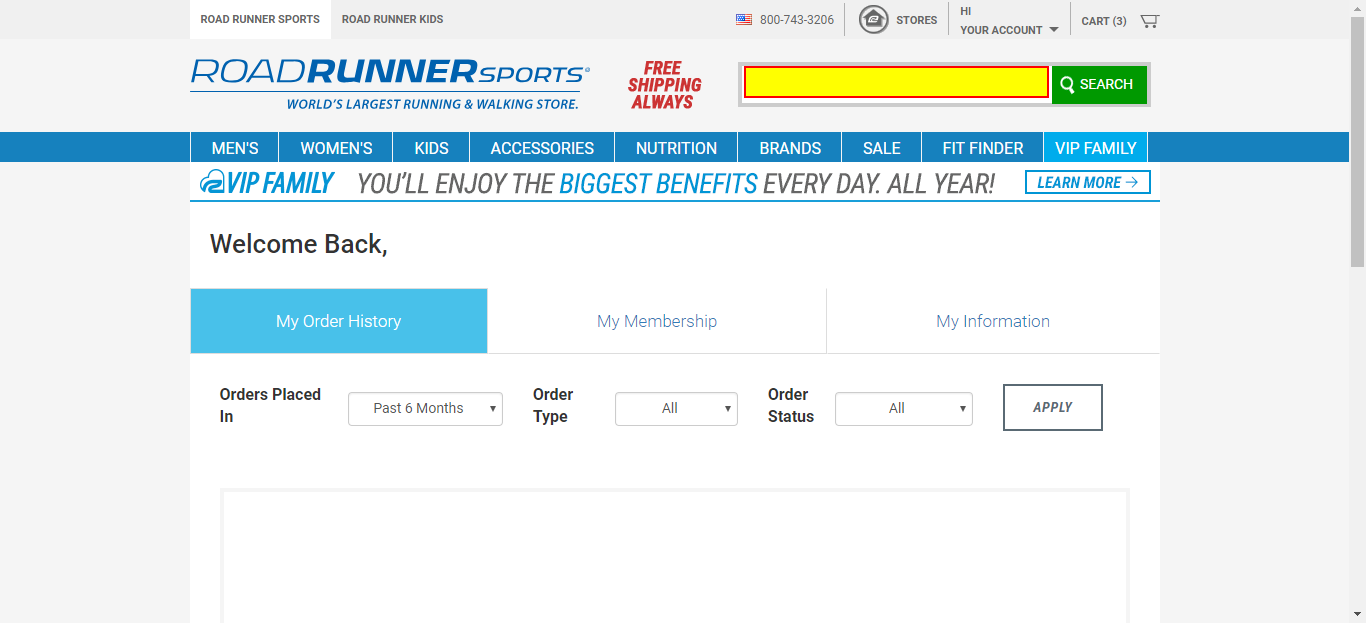 ROAD RUNNER SPORTS
ROAD RUNNER KIDS
800-743-3206
STORES
HI
YOUR ACCOUNT
CART (3)
ROADRUNNERSPORTS®
WORLD'S LARGEST RUNNING & WALKING STORE.
FREE
SHIPPING
ALWAYS
SEARCH
MEN'S
WOMEN'S
KIDS
ACCESSORIES
NUTRITION
BRANDS
SALE
FIT FINDER
VIP FAMILY
VIP FAMILY YOU'LL ENJOY THE BIGGEST BENEFITS EVERY DAY. ALL YEAR! LEARN MORE →
Welcome Back,
My Order History
My Membership
My Information
Orders Placed
In
Past 6 Months
Order
Type
All
Order
Status
All
APPLY